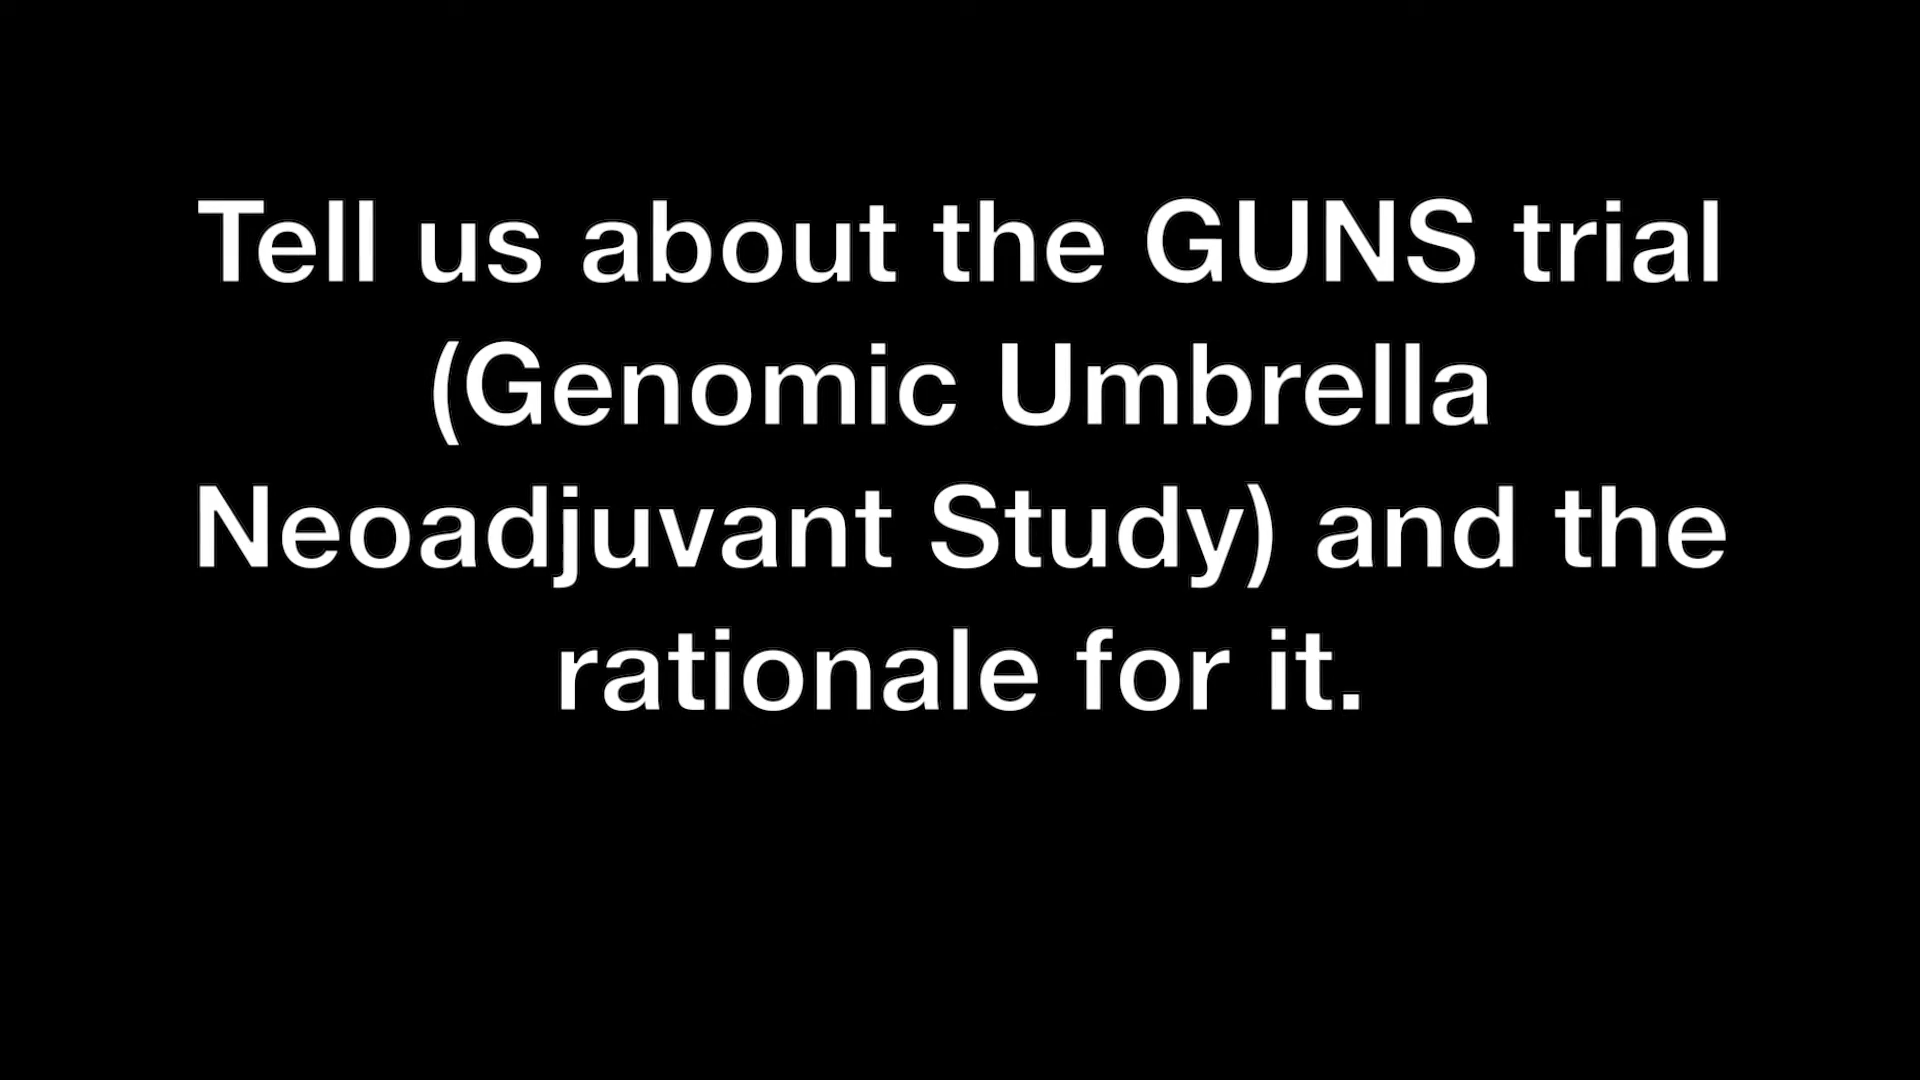 Tell us about the GUNS trial
(Genomic Umbrella
Neoadjuvant Study) and the
rationale for it.